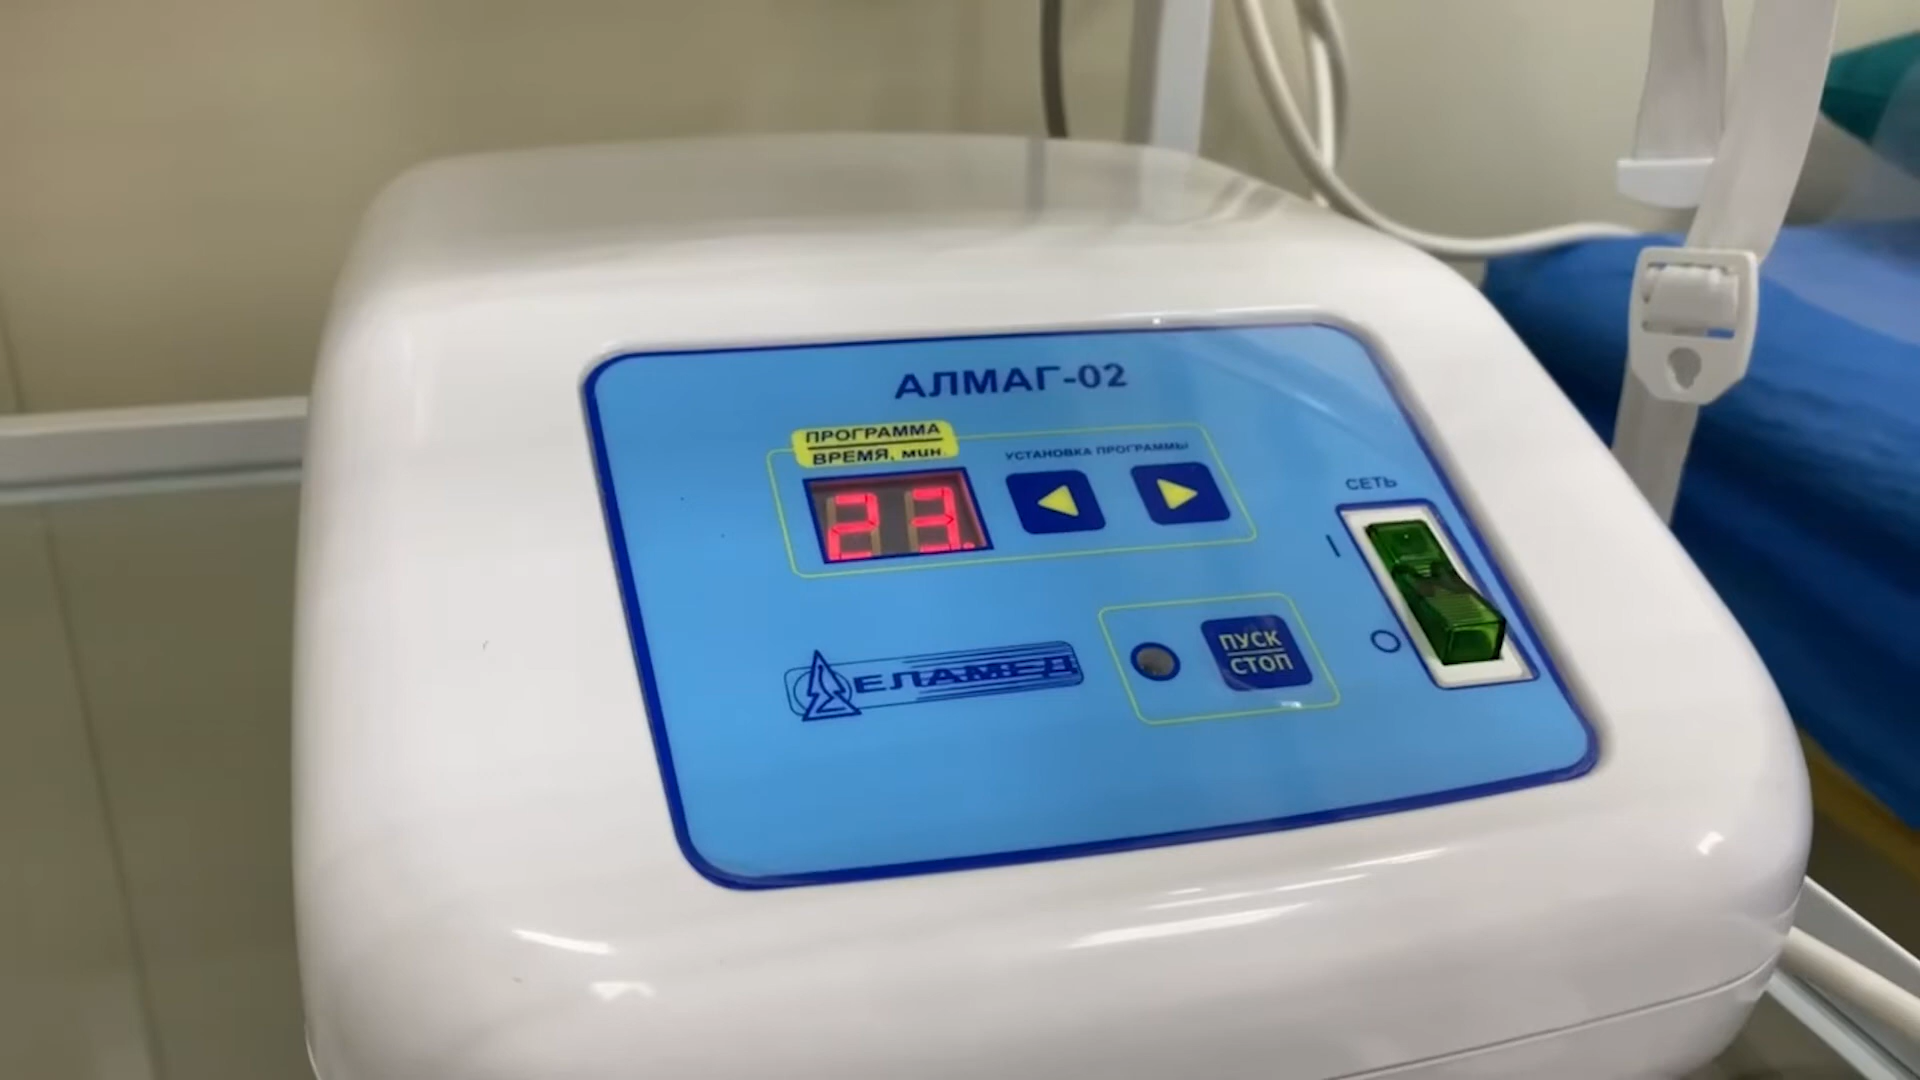 АЛМАГ-02
ПРОГРАММА
ВРЕМЯ, мин.
УСТАНОВКА ПРОГРАММЫ
23.
СЕТЬ
I
O
ЕЛАМЕД
ПУСК
СТОП